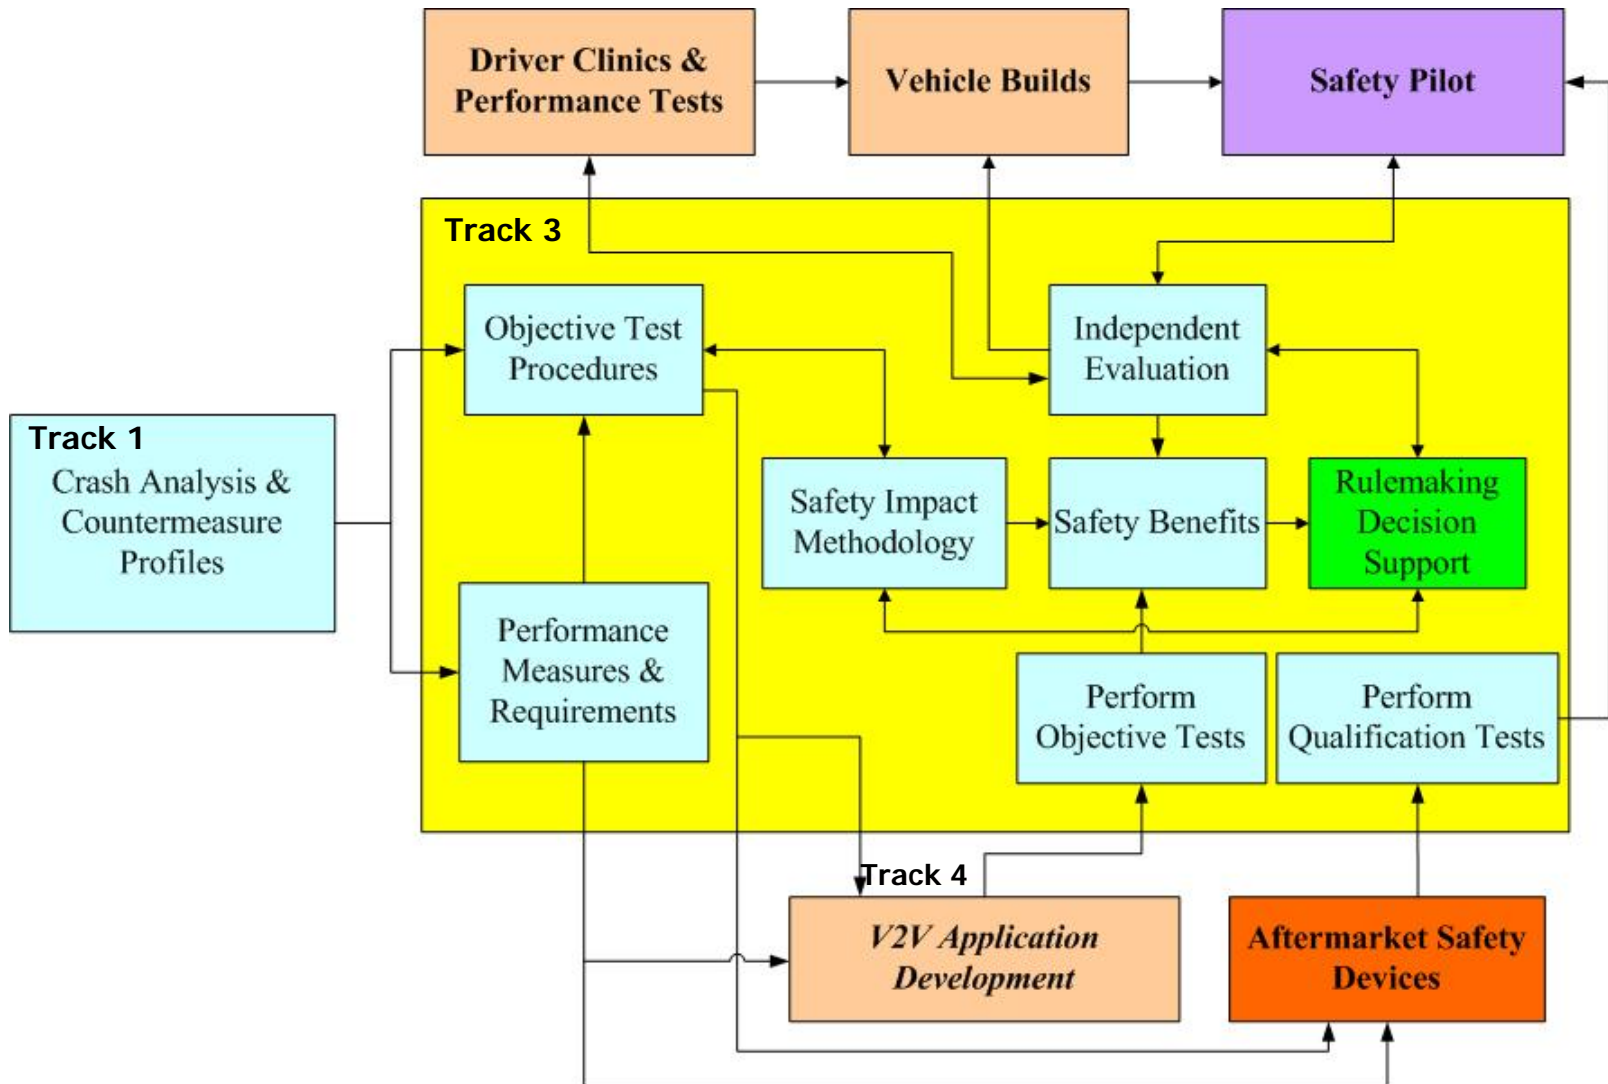 Driver Clinics &
Performance Tests
Vehicle Builds
Safety Pilot
Track 3
Objective Test
Procedures
Independent
Evaluation
Track 1
Crash Analysis &
Countermeasure
Profiles
Safety Impact
Methodology
Safety Benefits
Rulemaking
Decision
Support
Performance
Measures &
Requirements
Perform
Objective Tests
Perform
Qualification Tests
Track 4
V2V Application
Development
Aftermarket Safety
Devices